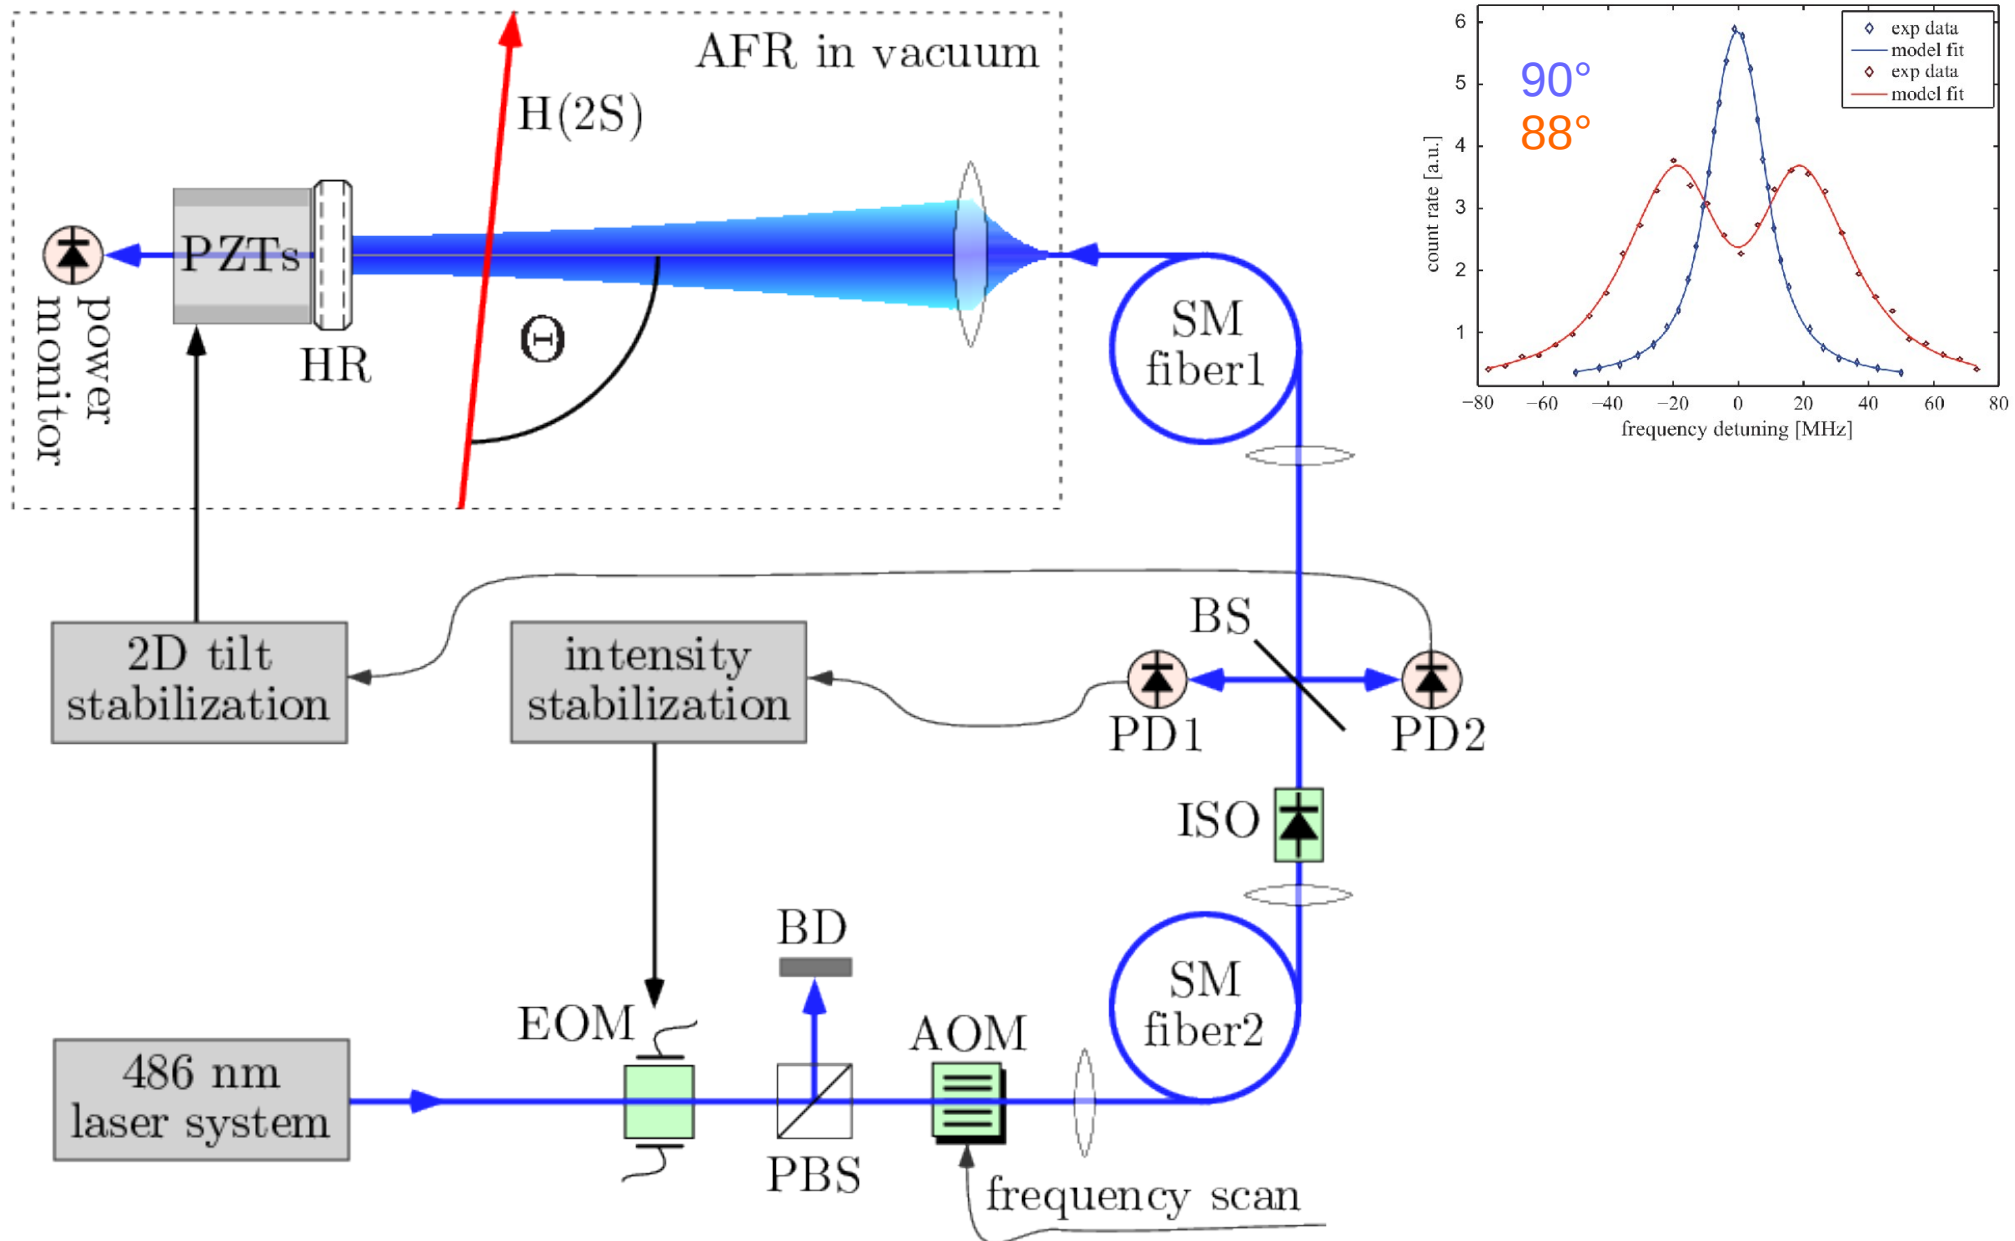 AFR in vacuum
H(2S)
PZTs
HR
Θ
power
monitor
SM
fiber1
6
5
4
3
2
1
count rate [a.u.]
90°
88°
exp data
model fit
exp data
model fit
−80
−60
−40
−20
0
20
40
60
80
frequency detuning [MHz]
2D tilt
stabilization
intensity
stabilization
BS
PD1
PD2
ISO
BD
SM
fiber2
EOM
AOM
486 nm
laser system
PBS
frequency scan